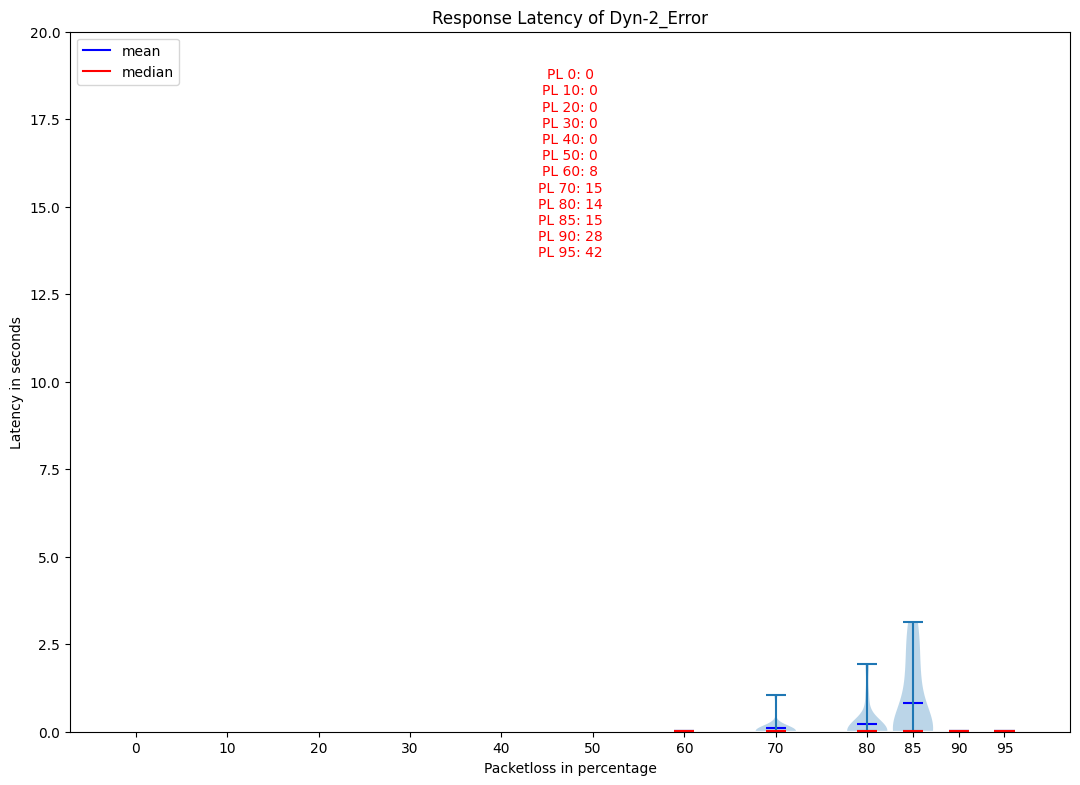 Response Latency of Dyn-2_Error
mean
median
PL 0: 0
PL 10: 0
PL 20: 0
PL 30: 0
PL 40: 0
PL 50: 0
PL 60: 8
PL 70: 15
PL 80: 14
PL 85: 15
PL 90: 28
PL 95: 42
Latency in seconds
20.0
17.5
15.0
12.5
10.0
7.5
5.0
2.5
0.0
0 10 20 30 40 50 60 70 80 85 90 95
Packetloss in percentage